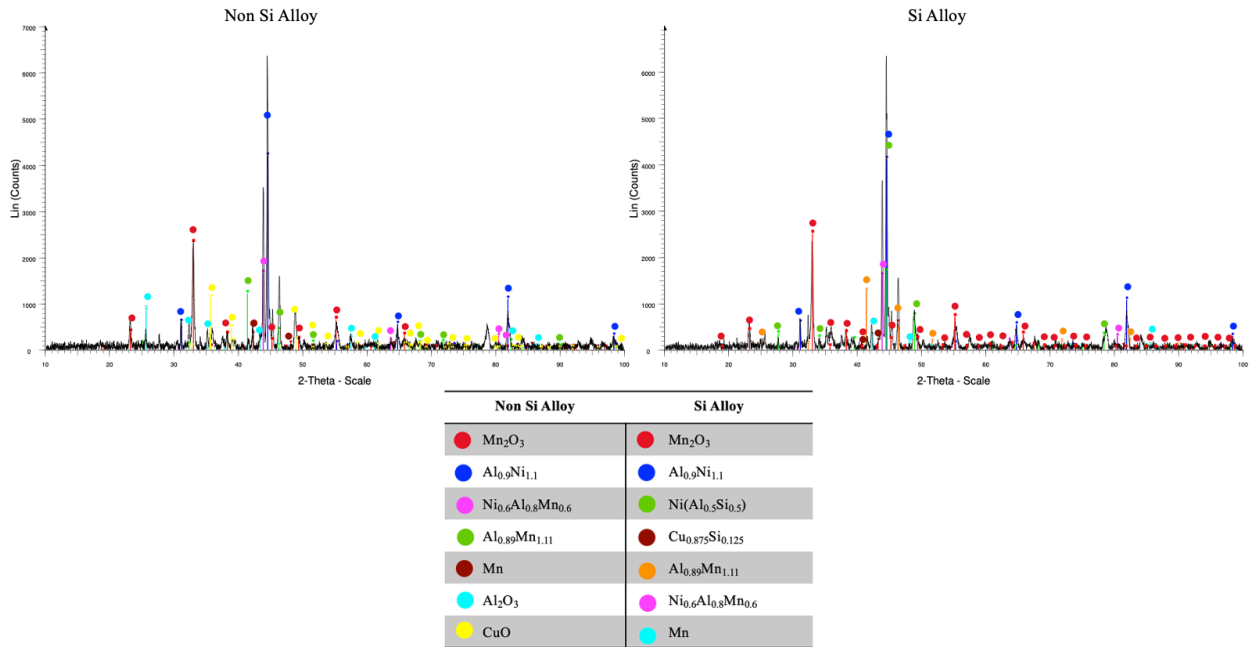 Non Si Alloy
Lin (Counts)
7000
6000
5000
4000
3000
2000
1000
0
10 20 30 40 50 60 70 80 90 100
2-Theta - Scale
Si Alloy
Lin (Counts)
7000
6000
5000
4000
3000
2000
1000
0
10 20 30 40 50 60 70 80 90 100
2-Theta - Scale
Non Si Alloy Si Alloy
Mn₂O₃ Mn₂O₃
Al₀.₉Ni₁.₁ Al₀.₉Ni₁.₁
Ni₀.₆Al₀.₈Mn₀.₆ Ni(Al₀.₅Si₀.₅)
Al₀.₈₉Mn₁.₁₁ Cu₀.₈₇₅Si₀.₁₂₅
Mn Al₀.₈₉Mn₁.₁₁
Al₂O₃ Ni₀.₆Al₀.₈Mn₀.₆
CuO Mn